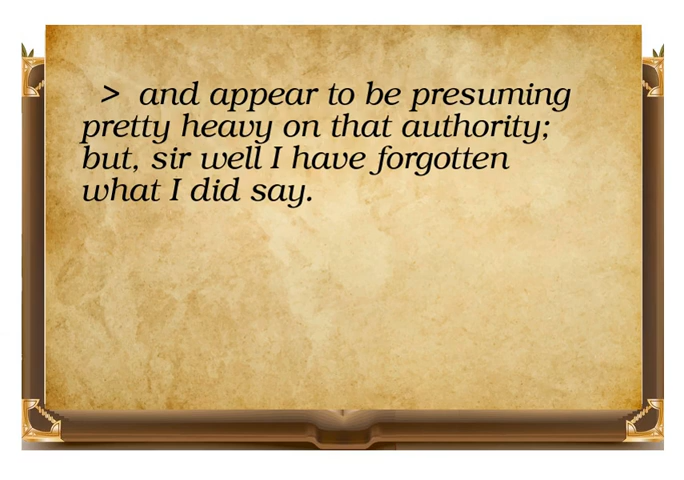 > and appear to be presuming
pretty heavy on that authority;
but, sir well I have forgotten
what I did say.